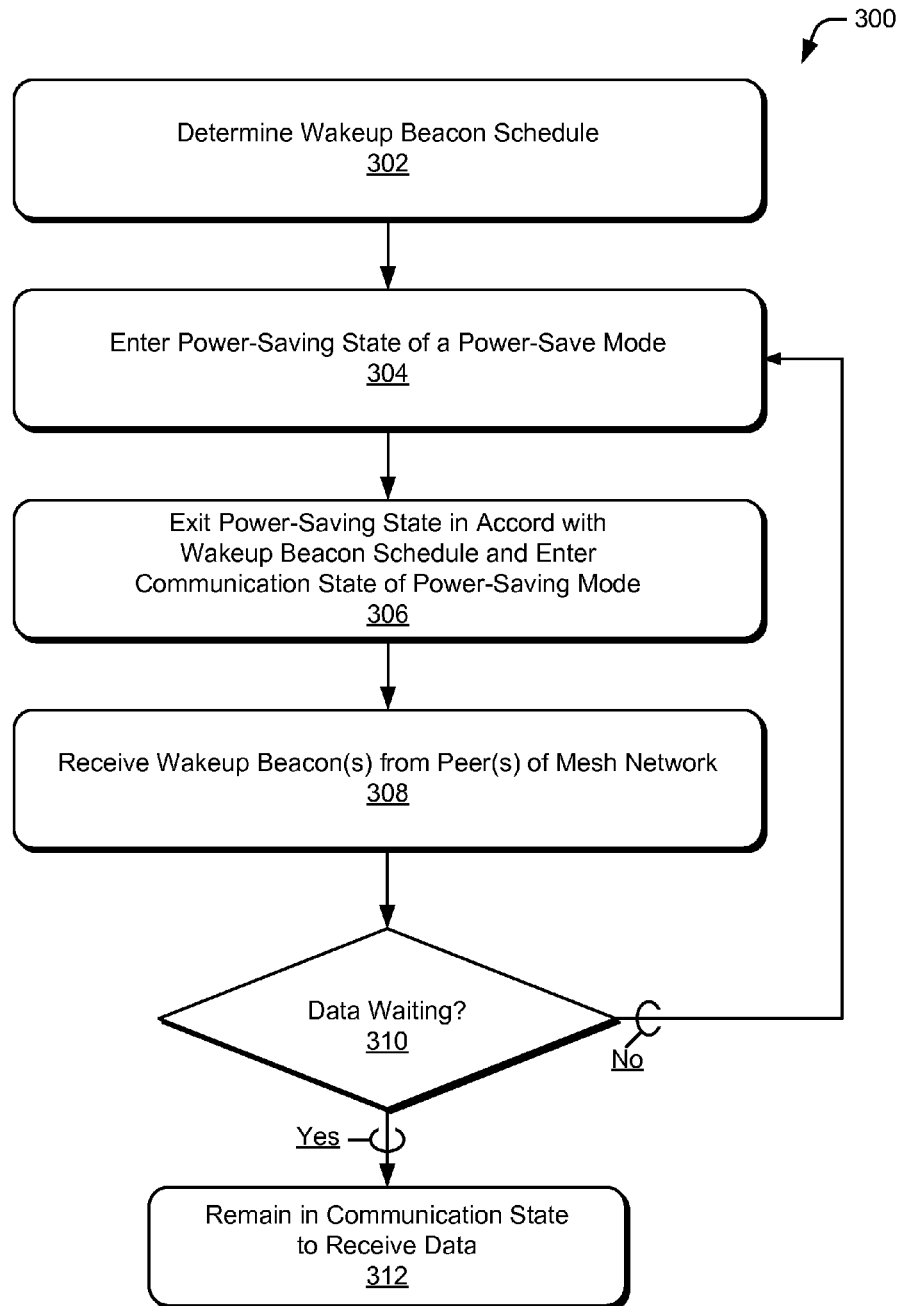 300
Determine Wakeup Beacon Schedule
302
Enter Power-Saving State of a Power-Save Mode
304
Exit Power-Saving State in Accord with
Wakeup Beacon Schedule and Enter
Communication State of Power-Saving Mode
306
Receive Wakeup Beacon(s) from Peer(s) of Mesh Network
308
Data Waiting?
310
No
Yes
Remain in Communication State
to Receive Data
312